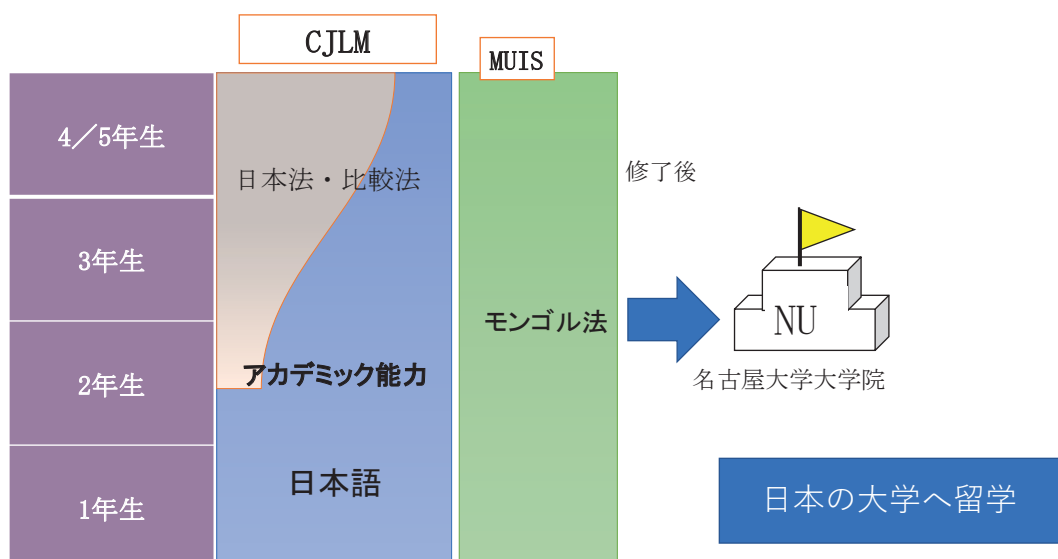 CJLM
MUIS
4／5年生
日本法・比較法
修了後
3年生
モンゴル法
NU
アカデミック能力
2年生
名古屋大学大学院
日本語
1年生
日本の大学へ留学